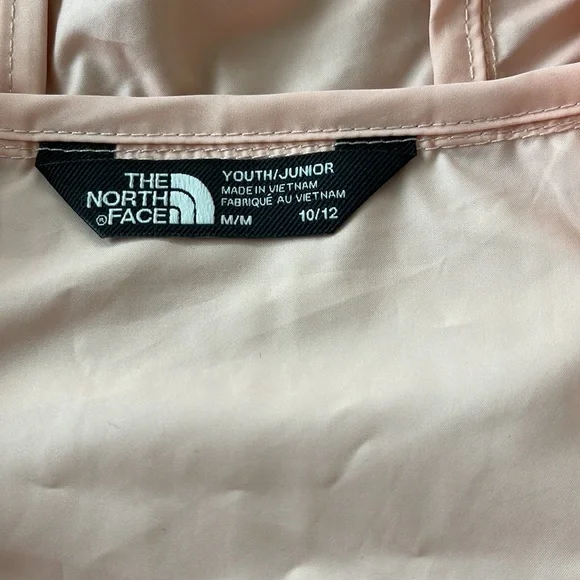 THE
NORTH
®FACE
YOUTH/JUNIOR
MADE IN VIETNAM
FABRIQUÉ AU VIETNAM
M/M 10/12